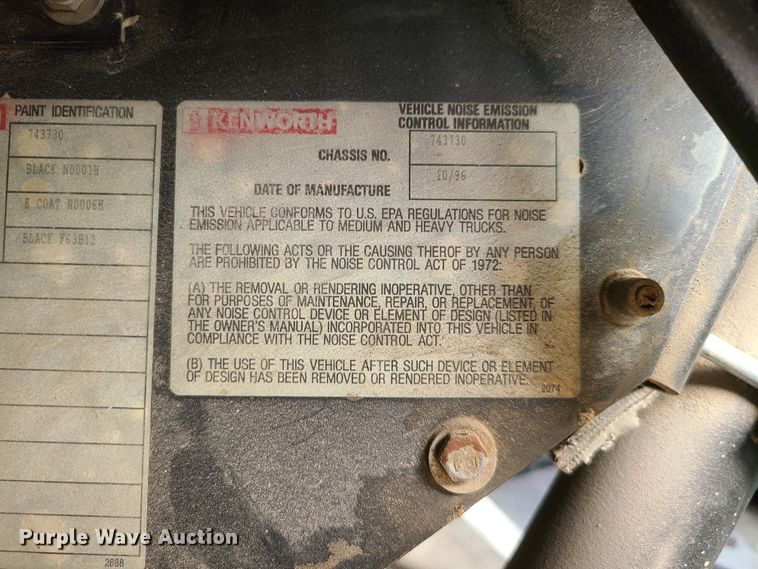 PAINT IDENTIFICATION
743730
BLACK N0001H
E COAT N0006H
BLACK F63B12
2088
KENWORTH
VEHICLE NOISE EMISSION
CONTROL INFORMATION
CHASSIS NO.
743730
DATE OF MANUFACTURE
10/96
THIS VEHICLE CONFORMS TO U.S. EPA REGULATIONS FOR NOISE
EMISSION APPLICABLE TO MEDIUM AND HEAVY TRUCKS.
THE FOLLOWING ACTS OR THE CAUSING THEROF BY ANY PERSON
ARE PROHIBITED BY THE NOISE CONTROL ACT OF 1972:
(A) THE REMOVAL OR RENDERING INOPERATIVE, OTHER THAN
FOR PURPOSES OF MAINTENANCE, REPAIR, OR REPLACEMENT, OF
ANY NOISE CONTROL DEVICE OR ELEMENT OF DESIGN (LISTED IN
THE OWNER'S MANUAL) INCORPORATED INTO THIS VEHICLE IN
COMPLIANCE WITH THE NOISE CONTROL ACT.
(B) THE USE OF THIS VEHICLE AFTER SUCH DEVICE OR ELEMENT
OF DESIGN HAS BEEN REMOVED OR RENDERED INOPERATIVE.
2074
Purple Wave Auction